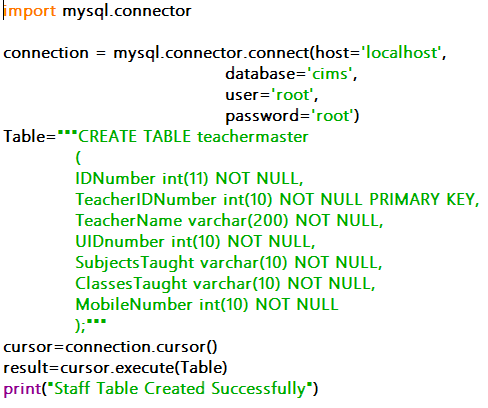 import mysql.connector
connection = mysql.connector.connect(host='localhost',
database='cims',
user='root',
password='root')
Table="""CREATE TABLE teachermaster
(
IDNumber int(11) NOT NULL,
TeacherIDNumber int(10) NOT NULL PRIMARY KEY,
TeacherName varchar(200) NOT NULL,
UIDnumber int(10) NOT NULL,
SubjectsTaught varchar(10) NOT NULL,
ClassesTaught varchar(10) NOT NULL,
MobileNumber int(10) NOT NULL
);"""
cursor=connection.cursor()
result=cursor.execute(Table)
print("Staff Table Created Successfully")